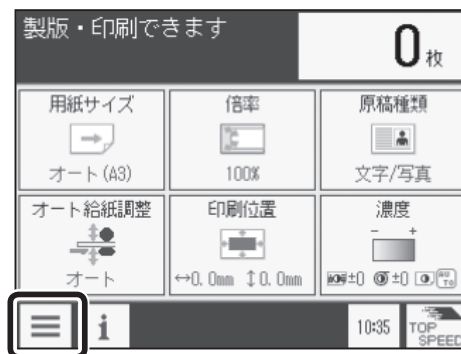 製版・印刷できます
0枚
用紙サイズ
オート(A3)
倍率
100%
原稿種類
文字/写真
オート給紙調整
オート
印刷位置
↔0.0mm ↕0.0mm
濃度
- +
±0 ±0 AUTO
i
10:35
TOP SPEED